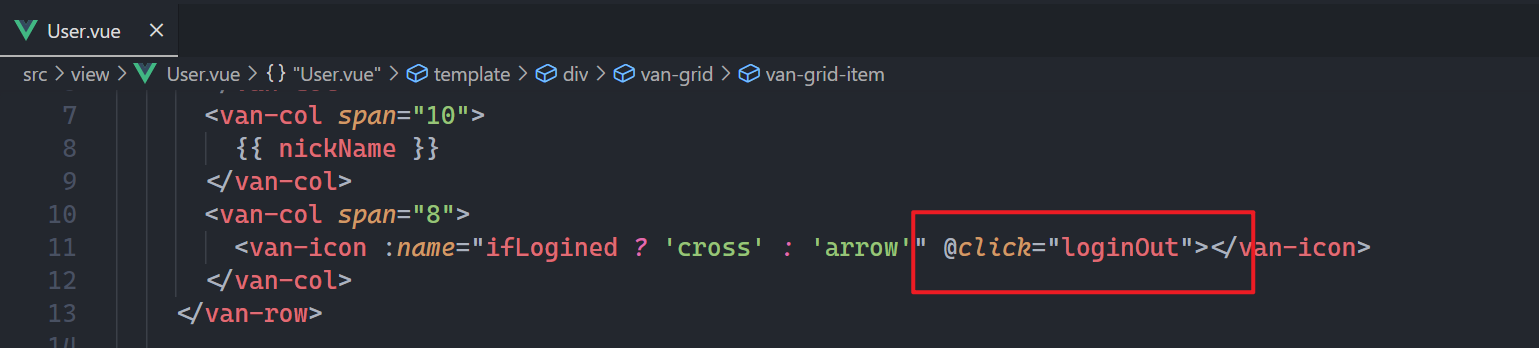 User.vue ×
src > view > User.vue > {} "User.vue" > template > div > van-grid > van-grid-item
7 <van-col span="10">
8 {{ nickName }}
9 </van-col>
10 <van-col span="8">
11 <van-icon :name="ifLogined ? 'cross' : 'arrow'" @click="loginOut"></van-icon>
12 </van-col>
13 </van-row>